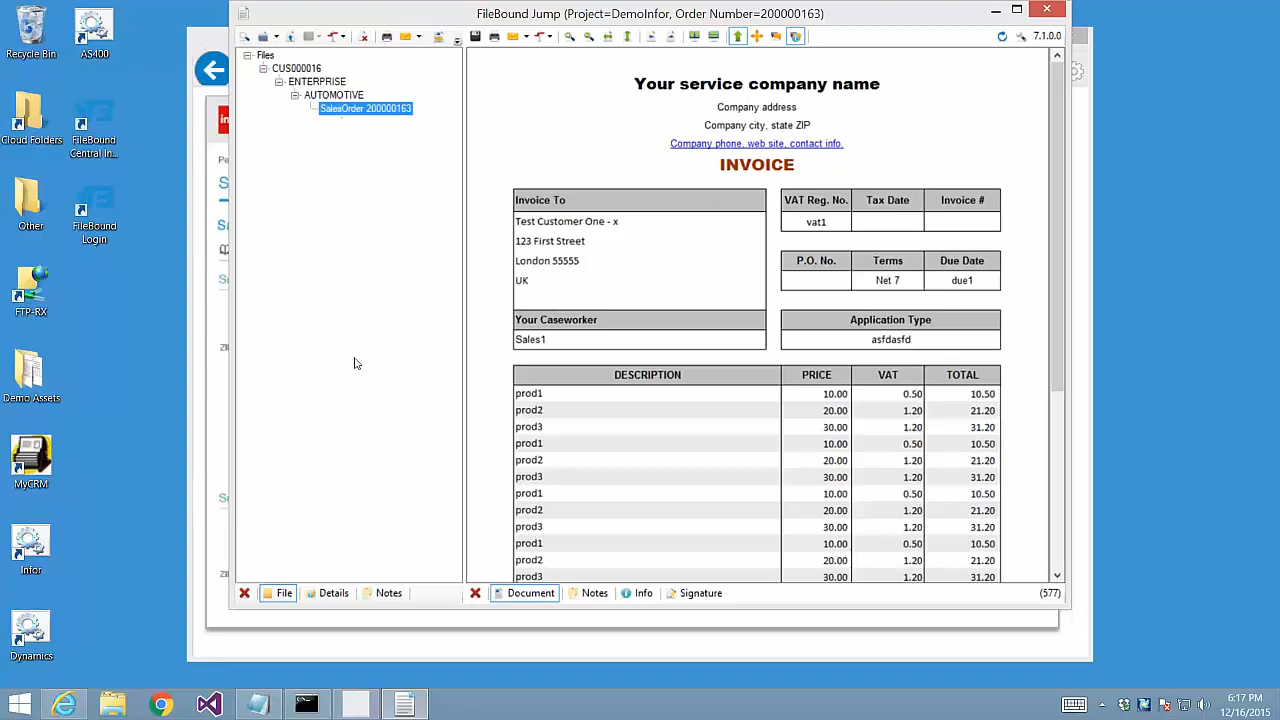 Recycle Bin
AS400
Cloud Folders
FileBound Central In...
Other
FileBound Login
FTP-RX
Demo Assets
MyCRM
Infor
Dynamics
FileBound Jump (Project=DemoInfor, Order Number=200000163)
7.1.0.0
Files
CUS000016
ENTERPRISE
AUTOMOTIVE
SalesOrder 200000163
Your service company name
Company address
Company city, state ZIP
Company phone, web site, contact info.
INVOICE
Invoice To
Test Customer One - x
123 First Street
London 55555
UK
Your Caseworker
Sales1
VAT Reg. No. Tax Date Invoice #
vat1
P.O. No. Terms Due Date
Net 7 due1
Application Type
asfdasfd
DESCRIPTION PRICE VAT TOTAL
prod1 10.00 0.50 10.50
prod2 20.00 1.20 21.20
prod3 30.00 1.20 31.20
prod1 10.00 0.50 10.50
prod2 20.00 1.20 21.20
prod3 30.00 1.20 31.20
prod1 10.00 0.50 10.50
prod2 20.00 1.20 21.20
prod3 30.00 1.20 31.20
prod1 10.00 0.50 10.50
prod2 20.00 1.20 21.20
prod3 30.00 1.20 31.20
File Details Notes
Document Notes Info Signature (577)
6:17 PM
12/16/2015